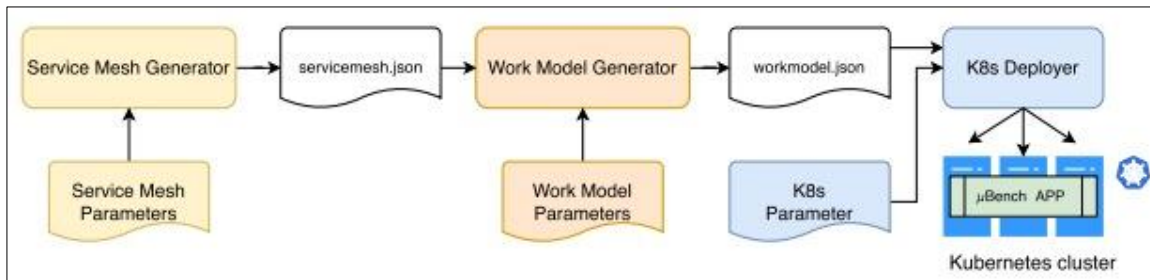 Service Mesh Generator
servicemesh.json
Work Model Generator
workmodel.json
K8s Deployer
Service Mesh
Parameters
Work Model
Parameters
K8s
Parameter
μBench APP
Kubernetes cluster